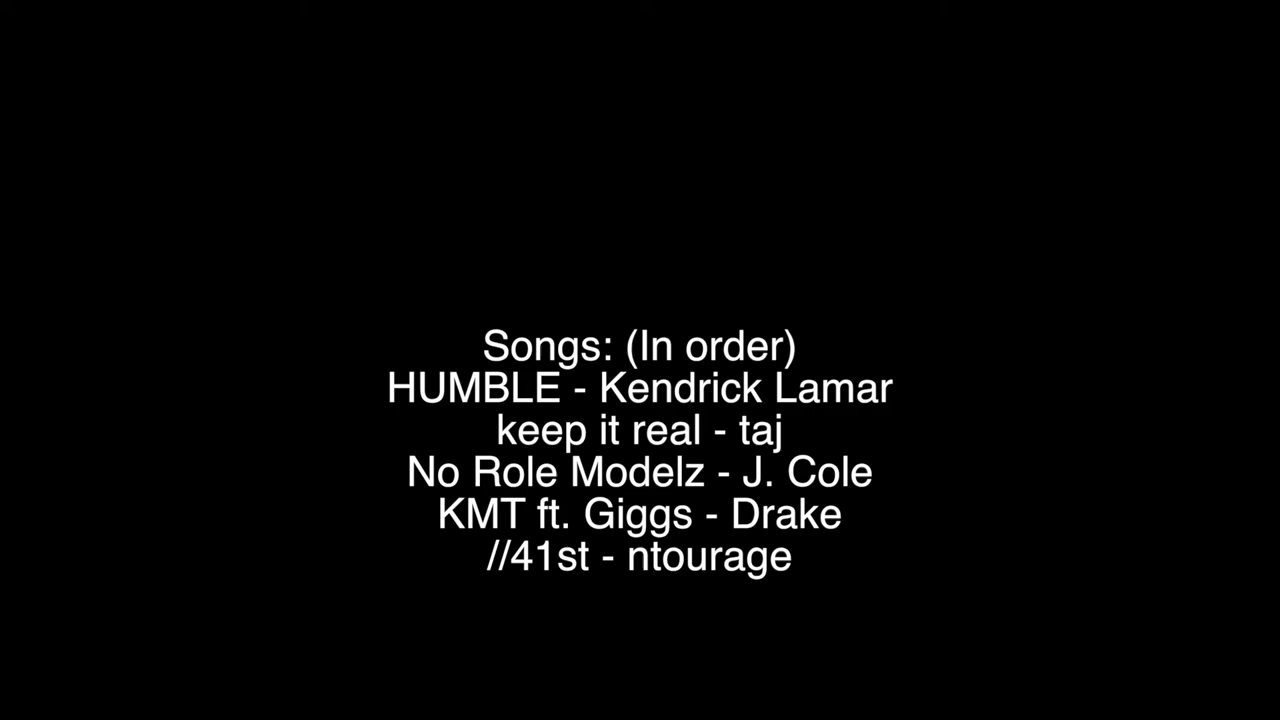 Songs: (In order)
HUMBLE - Kendrick Lamar
keep it real - taj
No Role Modelz - J. Cole
KMT ft. Giggs - Drake
//41st - ntourage